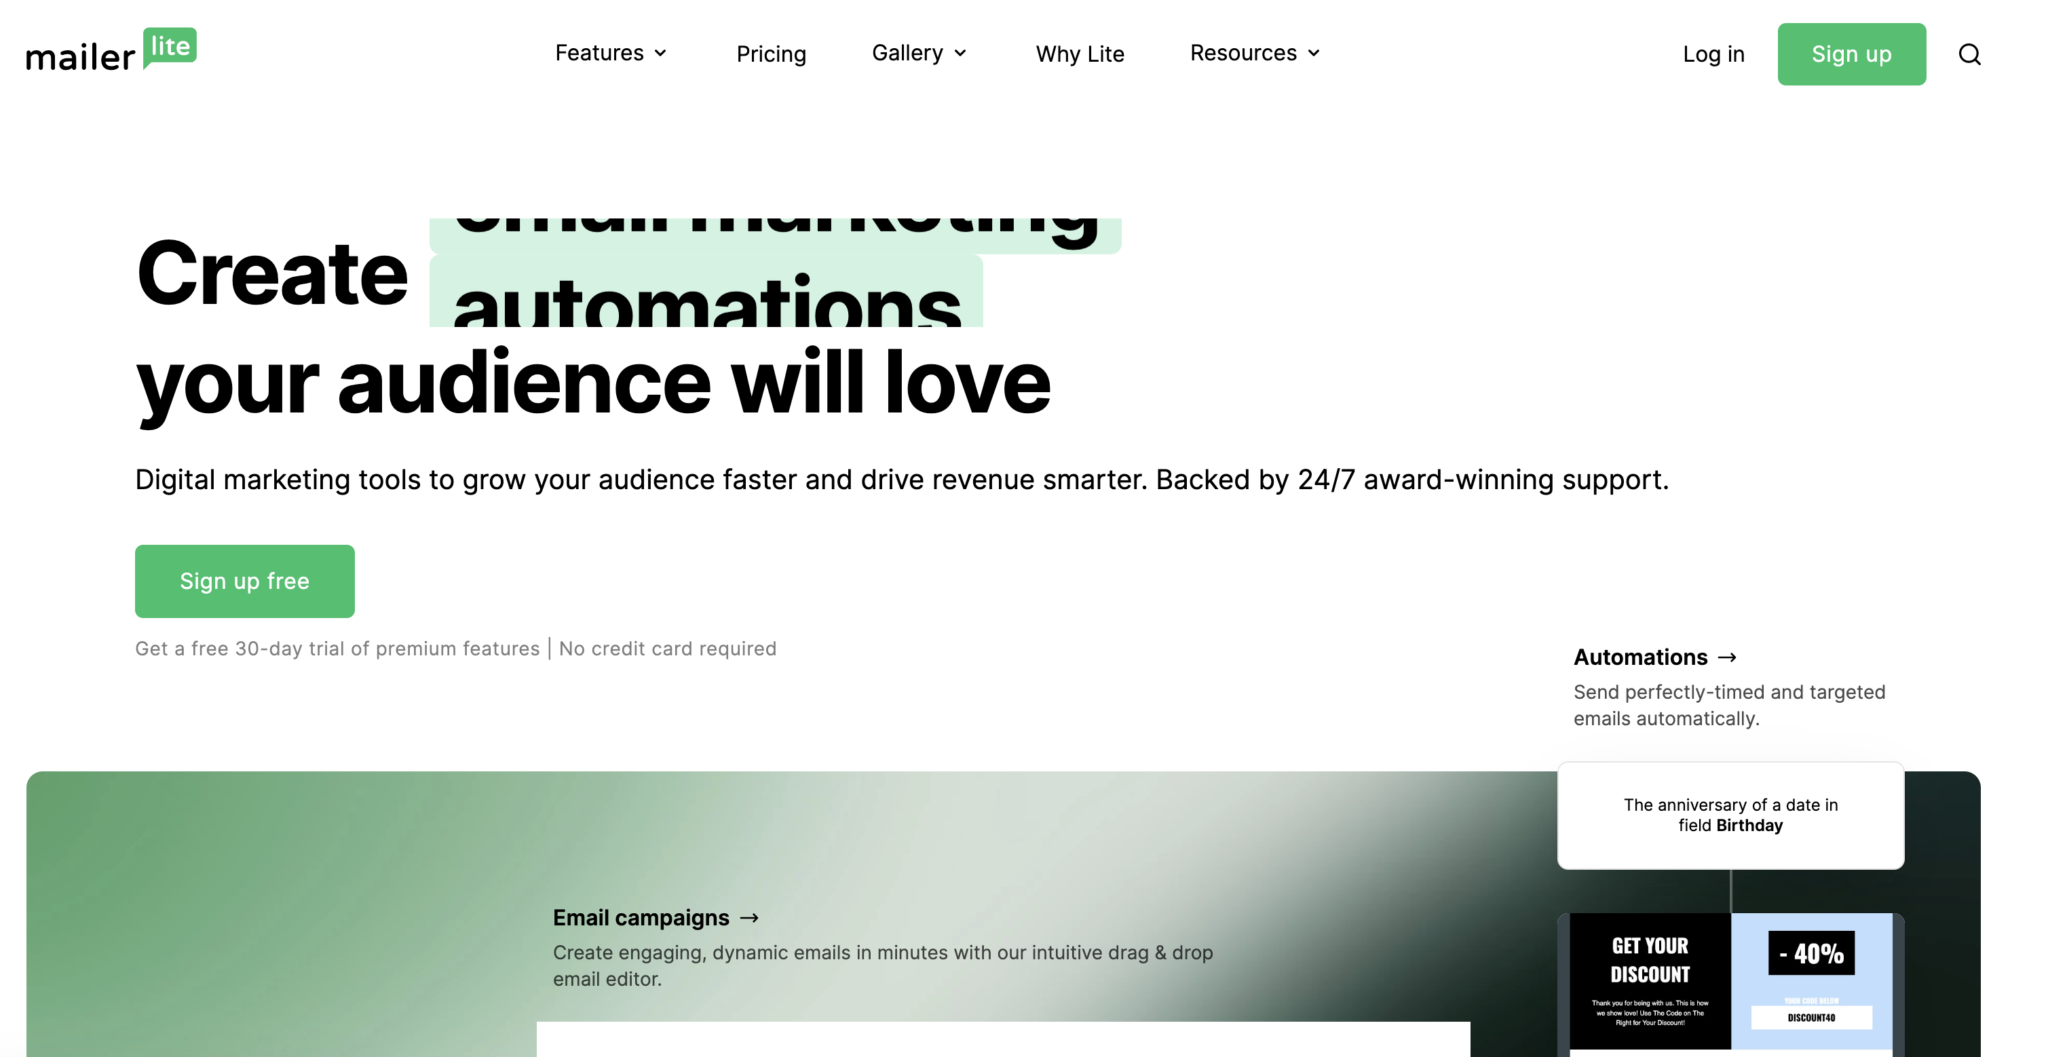 mailer lite
Features
Pricing
Gallery
Why Lite
Resources
Log in
Sign up
email marketing
Create automations
your audience will love
Digital marketing tools to grow your audience faster and drive revenue smarter. Backed by 24/7 award-winning support.
Sign up free
Get a free 30-day trial of premium features | No credit card required
Automations →
Send perfectly-timed and targeted
emails automatically.
The anniversary of a date in
field Birthday
Email campaigns →
Create engaging, dynamic emails in minutes with our intuitive drag & drop
email editor.
GET YOUR
DISCOUNT
Thank you for being with us. This is how
we show love! Use The Code on The
Right for Your Discount!
- 40%
YOUR CODE BELOW
DISCOUNT40